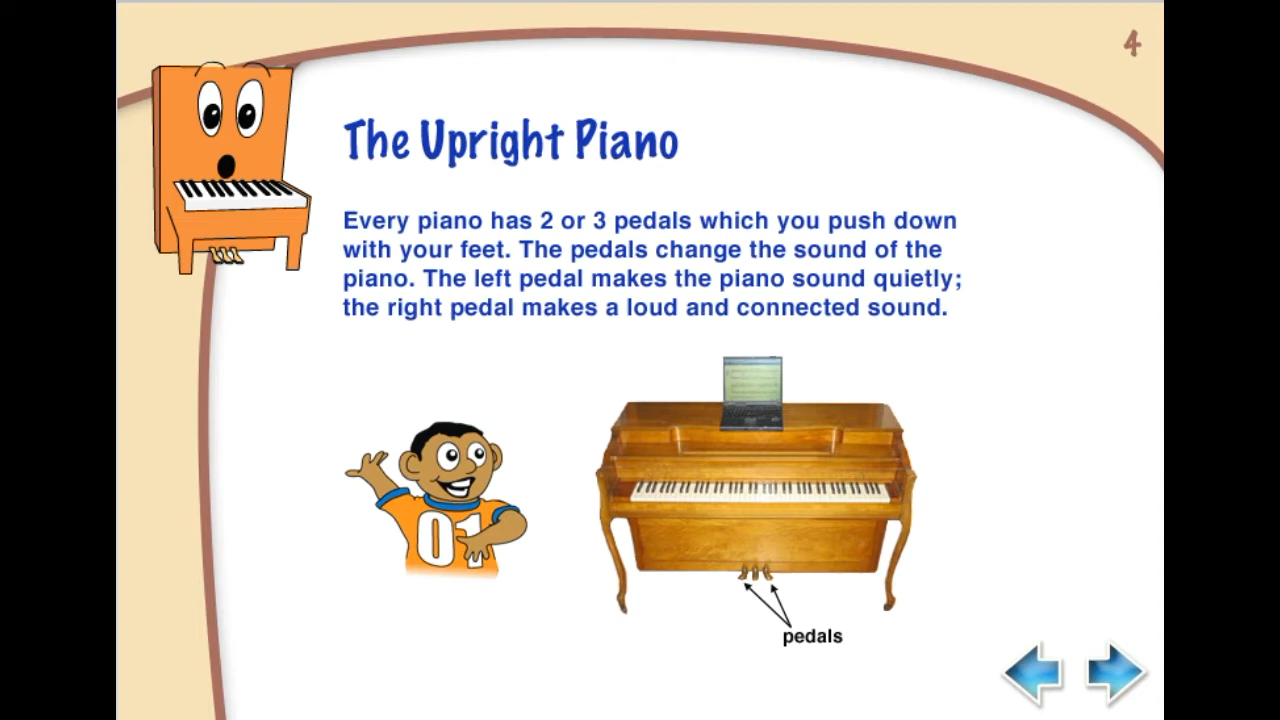 4
The Upright Piano
Every piano has 2 or 3 pedals which you push down
with your feet. The pedals change the sound of the
piano. The left pedal makes the piano sound quietly;
the right pedal makes a loud and connected sound.
01
pedals